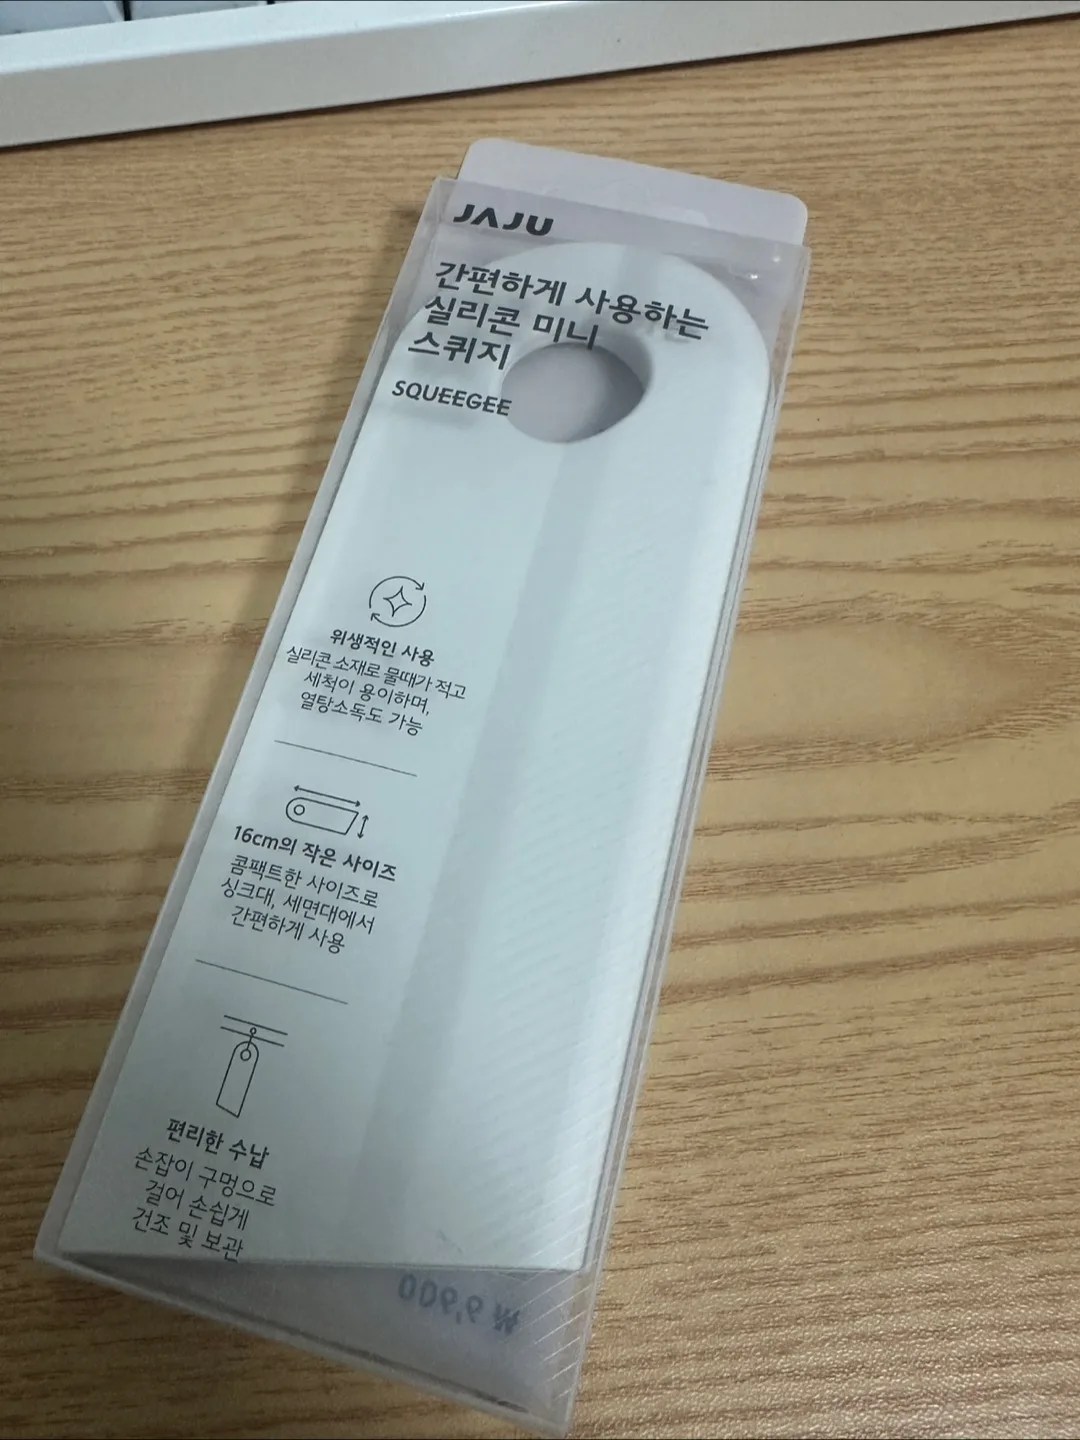 JAJU
간편하게 사용하는
실리콘 미니
스퀴지
SQUEEGEE
위생적인 사용
실리콘 소재로 물때가 적고
세척이 용이하며,
열탕소독도 가능
16cm의 작은 사이즈
콤팩트한 사이즈로
싱크대, 세면대에서
간편하게 사용
편리한 수납
손잡이 구멍으로
걸어 손쉽게
건조 및 보관
₩ 9,900